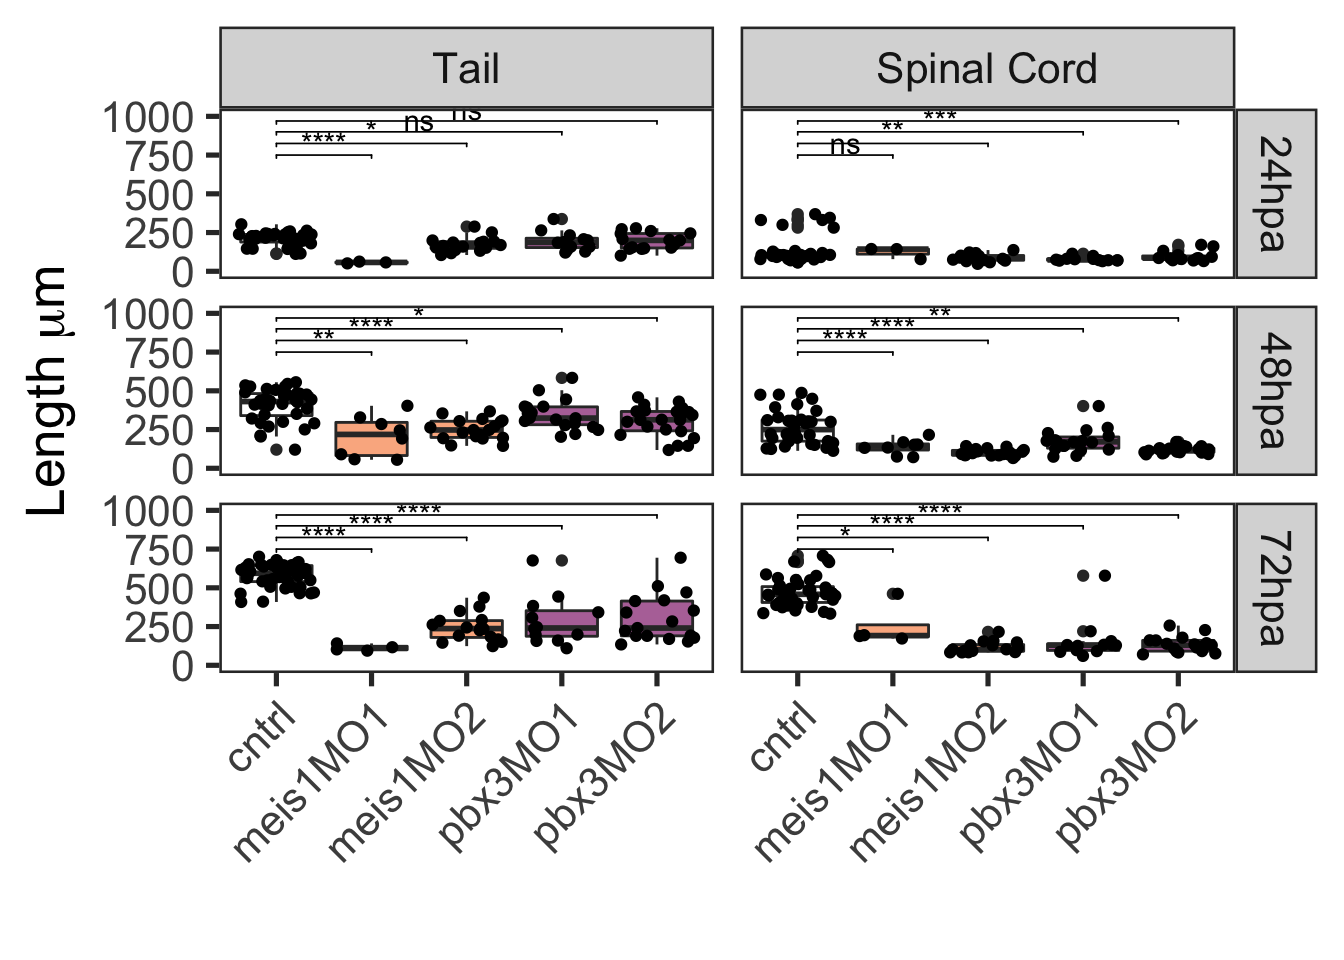 Tail
Spinal Cord
Length μm
1000
750
500
250
0
ns
ns
*
****
***
**
ns
24hpa
1000
750
500
250
0
*
****
**
**
****
****
48hpa
1000
750
500
250
0
****
****
****
****
****
*
72hpa
cntrl
meis1MO1
meis1MO2
pbx3MO1
pbx3MO2
cntrl
meis1MO1
meis1MO2
pbx3MO1
pbx3MO2